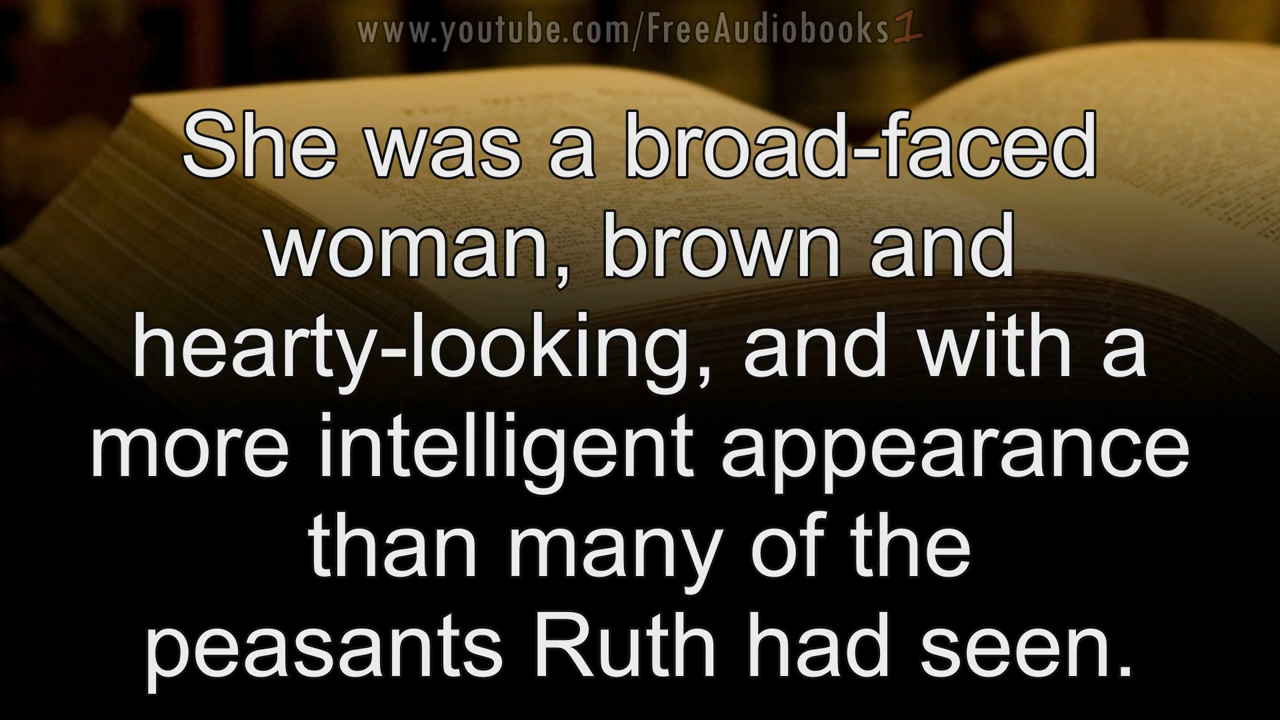 www.youtube.com/FreeAudiobooks1
She was a broad-faced
woman, brown and
hearty-looking, and with a
more intelligent appearance
than many of the
peasants Ruth had seen.